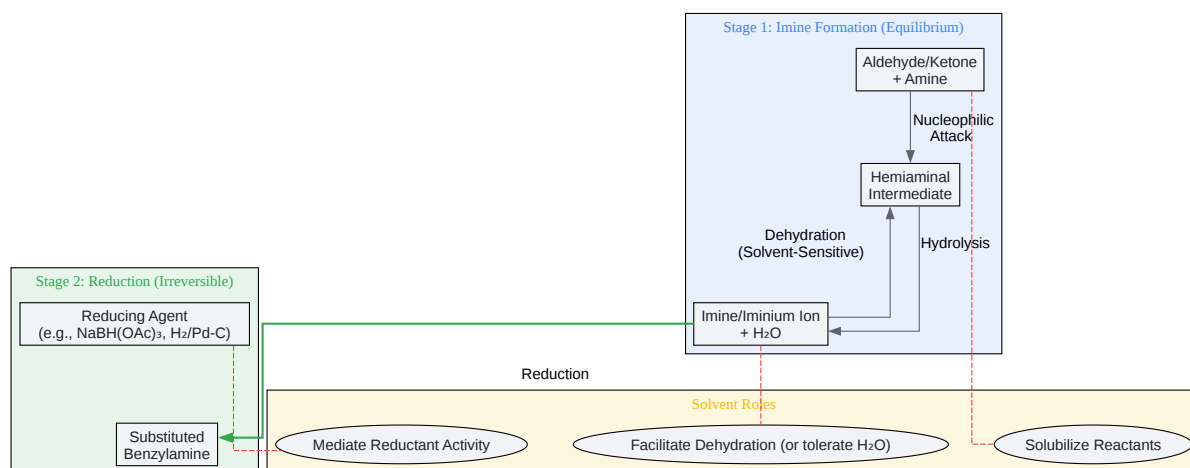 Stage 1: Imine Formation (Equilibrium)
Aldehyde/Ketone
+ Amine
Nucleophilic
Attack
Hemiaminal
Intermediate
Dehydration
(Solvent-Sensitive)
Hydrolysis
Imine/Iminium Ion
+ H₂O
Stage 2: Reduction (Irreversible)
Reducing Agent
(e.g., NaBH(OAc)₃, H₂/Pd-C)
Reduction
Substituted
Benzylamine
Solvent Roles
Mediate Reductant Activity
Facilitate Dehydration (or tolerate H₂O)
Solubilize Reactants